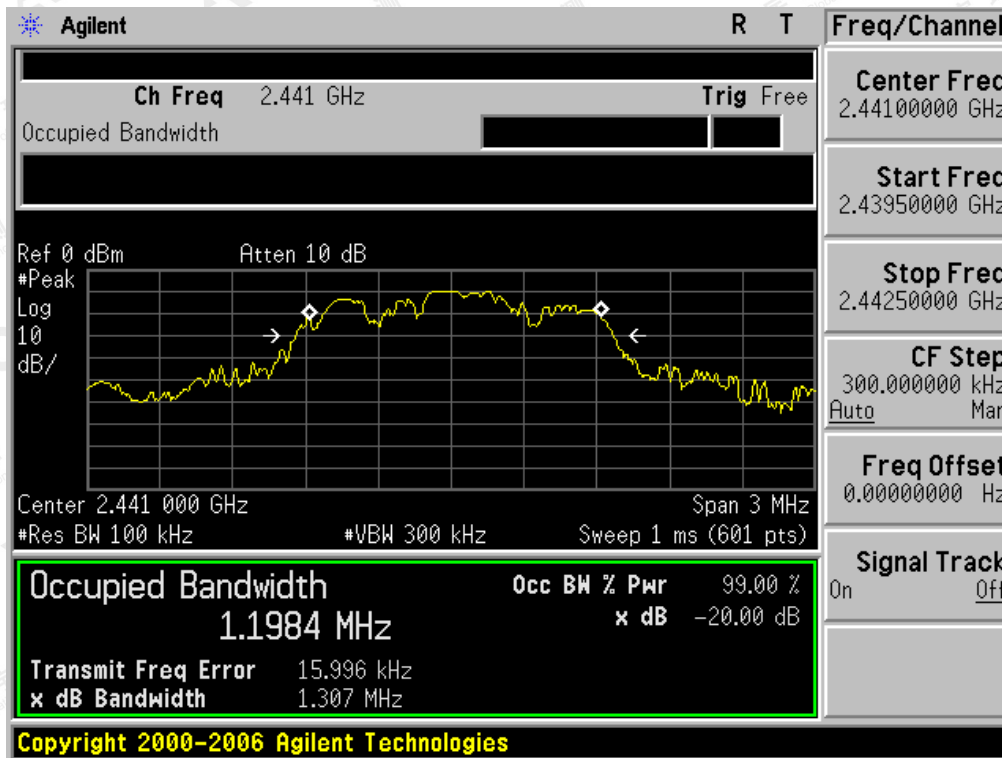 Agilent
R T
Freq/Channel
Ch Freq 2.441 GHz
Trig Free
Occupied Bandwidth
Center Freq
2.44100000 GHz
Start Freq
2.43950000 GHz
Stop Freq
2.44250000 GHz
CF Step
300.000000 kHz
Auto Man
Freq Offset
0.00000000 Hz
Signal Track
On Off
Ref 0 dBm Atten 10 dB
#Peak
Log
10
dB/
Center 2.441 000 GHz Span 3 MHz
#Res BW 100 kHz #VBW 300 kHz Sweep 1 ms (601 pts)
Occupied Bandwidth
1.1984 MHz
Occ BW % Pwr 99.00 %
x dB -20.00 dB
Transmit Freq Error 15.996 kHz
x dB Bandwidth 1.307 MHz
Copyright 2000-2006 Agilent Technologies